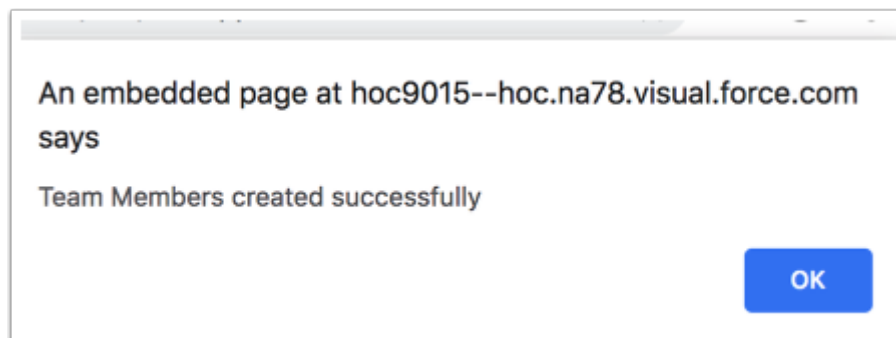 An embedded page at hoc9015--hoc.na78.visual.force.com
says
Team Members created successfully
OK